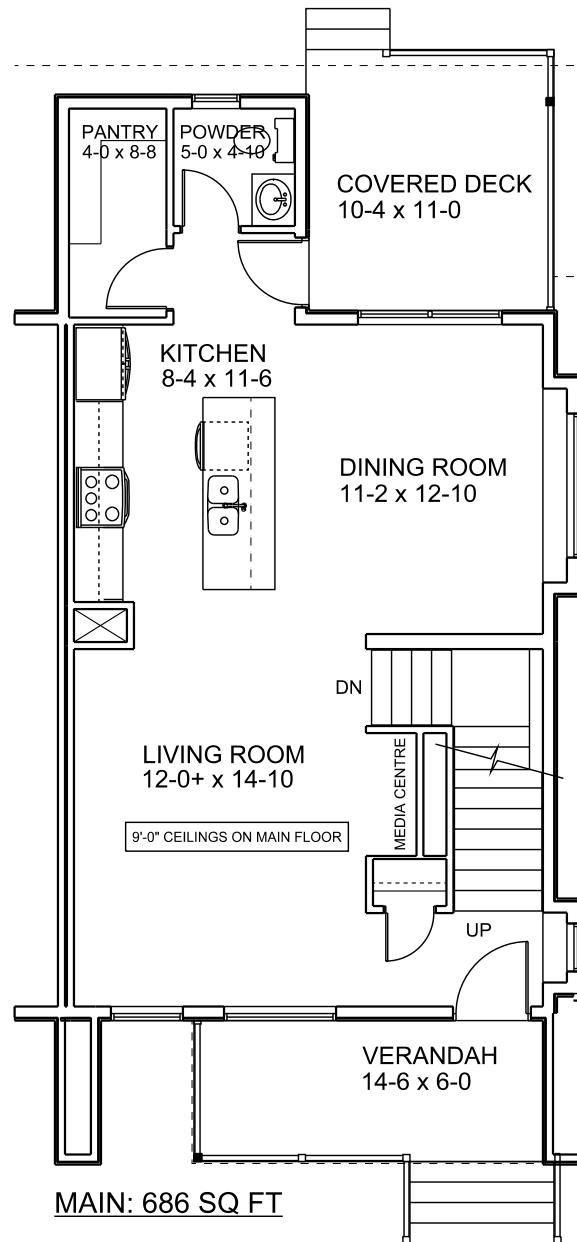 PANTRY
4-0 x 8-8
POWDER
5-0 x 4-10
COVERED DECK
10-4 x 11-0
KITCHEN
8-4 x 11-6
DINING ROOM
11-2 x 12-10
DN
LIVING ROOM
12-0+ x 14-10
MEDIA CENTRE
9'-0" CEILINGS ON MAIN FLOOR
UP
VERANDAH
14-6 x 6-0
MAIN: 686 SQ FT